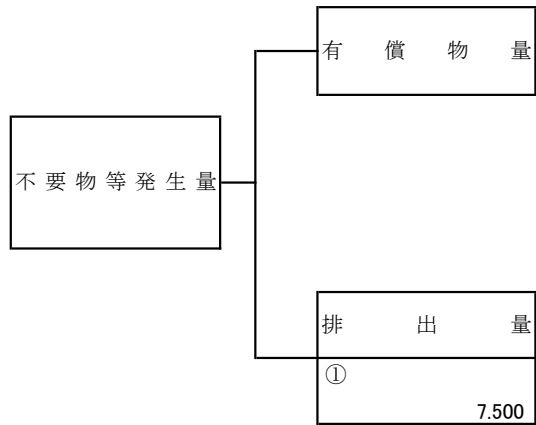 有償物量
不要物等発生量
排出量
①
7.500